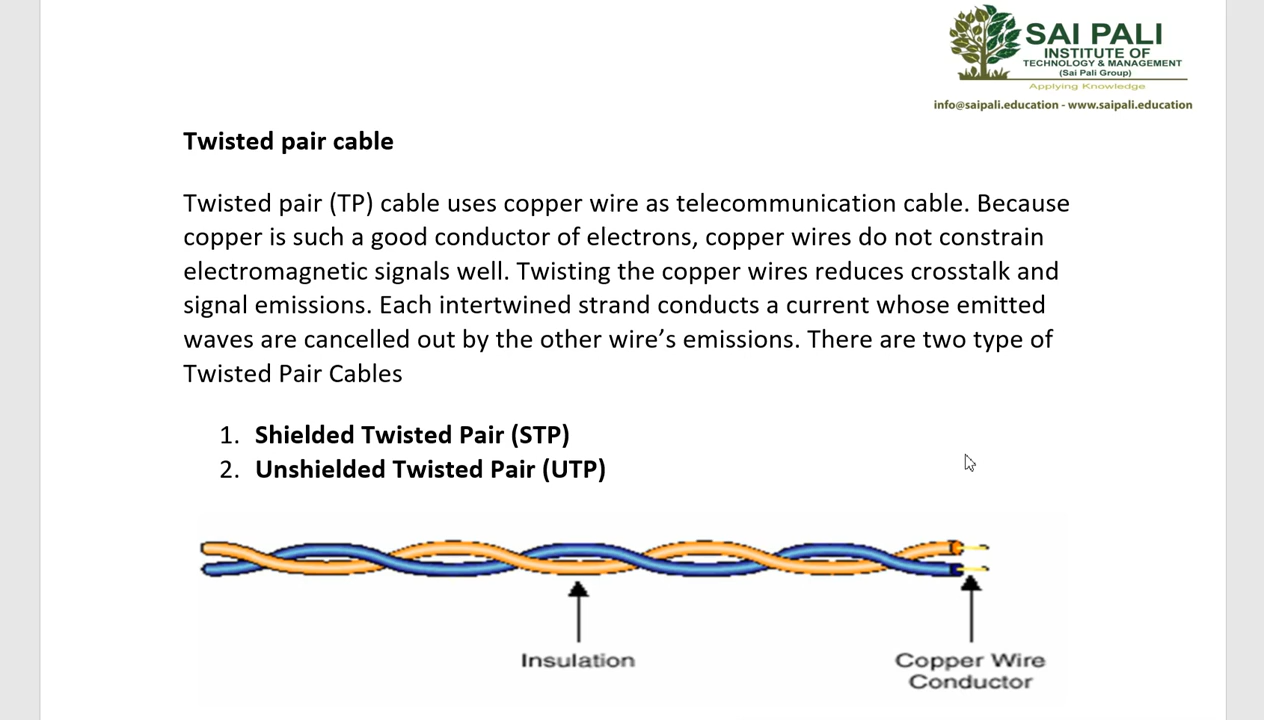 SAI PALI
INSTITUTE OF
TECHNOLOGY & MANAGEMENT
(Sai Pali Group)
Applying Knowledge
info@saipali.education - www.saipali.education
Twisted pair cable
Twisted pair (TP) cable uses copper wire as telecommunication cable. Because
copper is such a good conductor of electrons, copper wires do not constrain
electromagnetic signals well. Twisting the copper wires reduces crosstalk and
signal emissions. Each intertwined strand conducts a current whose emitted
waves are cancelled out by the other wire’s emissions. There are two type of
Twisted Pair Cables
1. Shielded Twisted Pair (STP)
2. Unshielded Twisted Pair (UTP)
Insulation
Copper Wire
Conductor